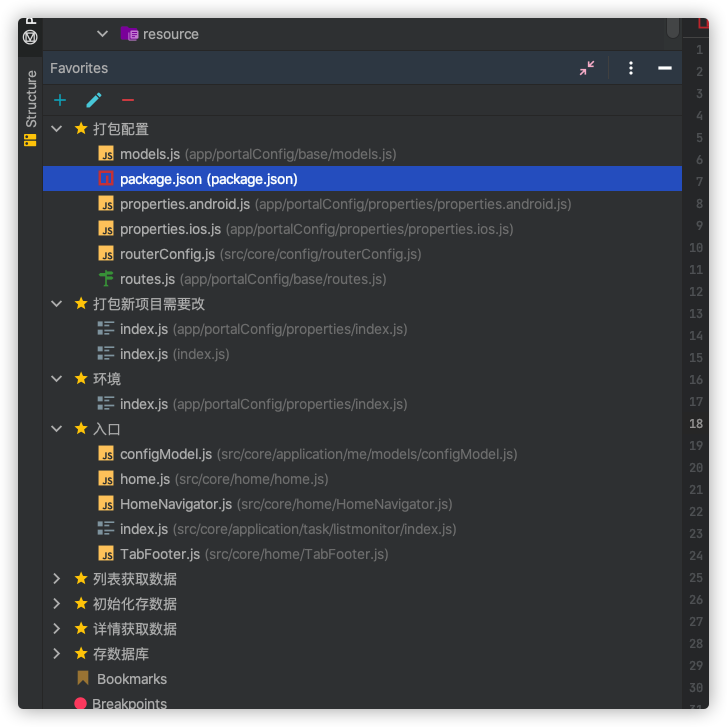 resource
Favorites
Structure
打包配置
models.js (app/portalConfig/base/models.js)
package.json (package.json)
properties.android.js (app/portalConfig/properties/properties.android.js)
properties.ios.js (app/portalConfig/properties/properties.ios.js)
routerConfig.js (src/core/config/routerConfig.js)
routes.js (app/portalConfig/base/routes.js)
打包新项目需要改
index.js (app/portalConfig/properties/index.js)
index.js (index.js)
环境
index.js (app/portalConfig/properties/index.js)
入口
configModel.js (src/core/application/me/models/configModel.js)
home.js (src/core/home/home.js)
HomeNavigator.js (src/core/home/HomeNavigator.js)
index.js (src/core/application/task/listmonitor/index.js)
TabFooter.js (src/core/home/TabFooter.js)
列表获取数据
初始化存数据
详情获取数据
存数据库
Bookmarks
Breakpoints
1
2
3
4
5
6
7
8
9
10
11
12
13
14
15
16
17
18
19
20
21
22
23
24
25
26
27
28
29
30
31